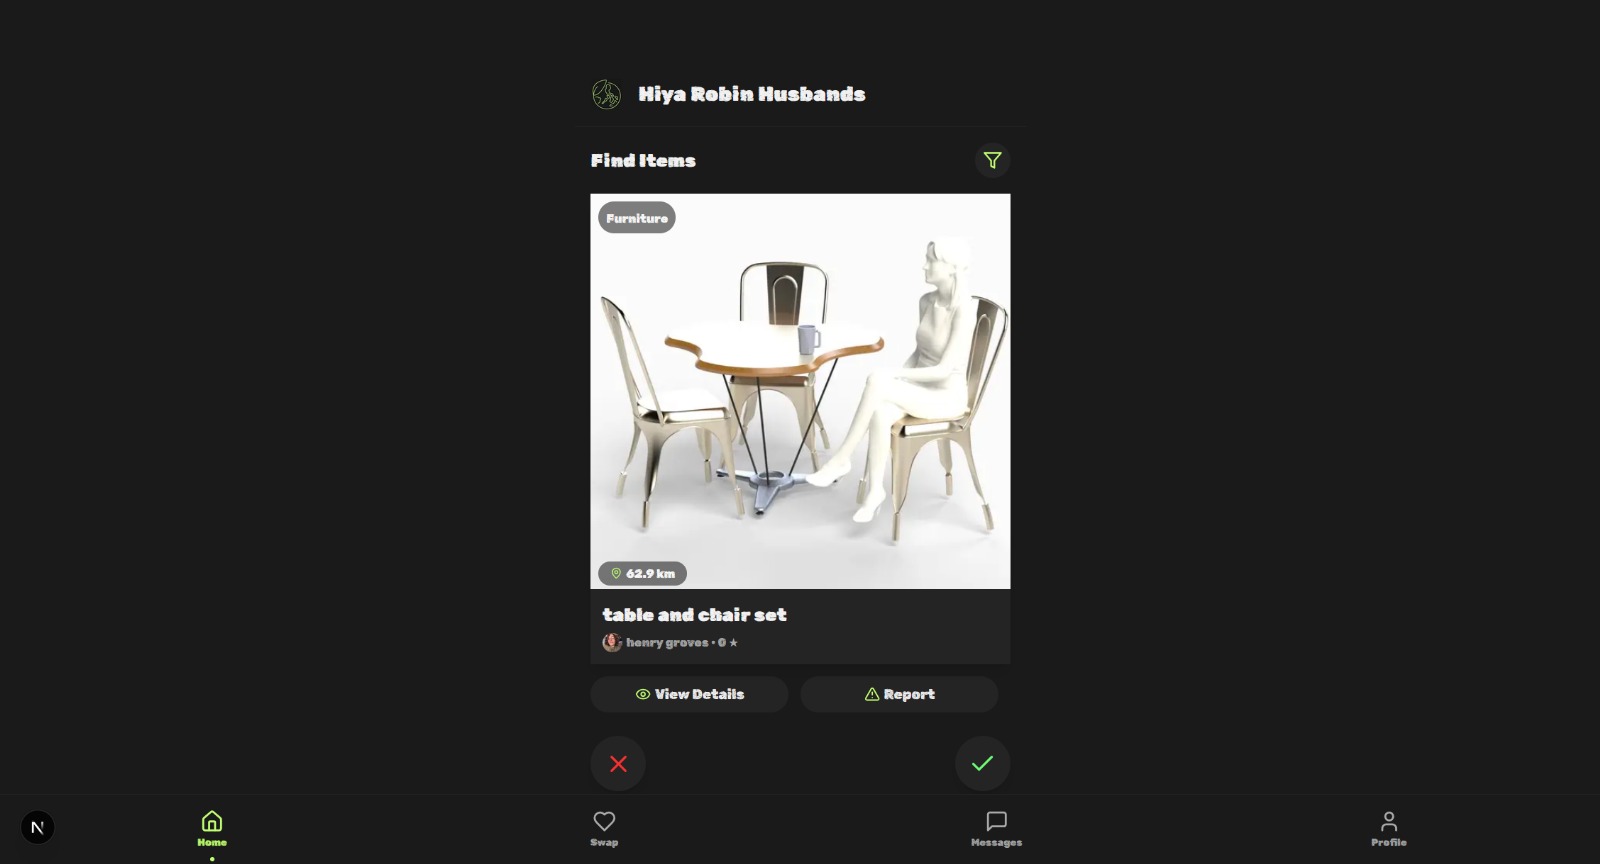 Hiya Robin Husbands
Find Items
Furniture
62.9 km
table and chair set
henry groves • 0 ★
View Details
Report
N
Home
Swap
Messages
Profile